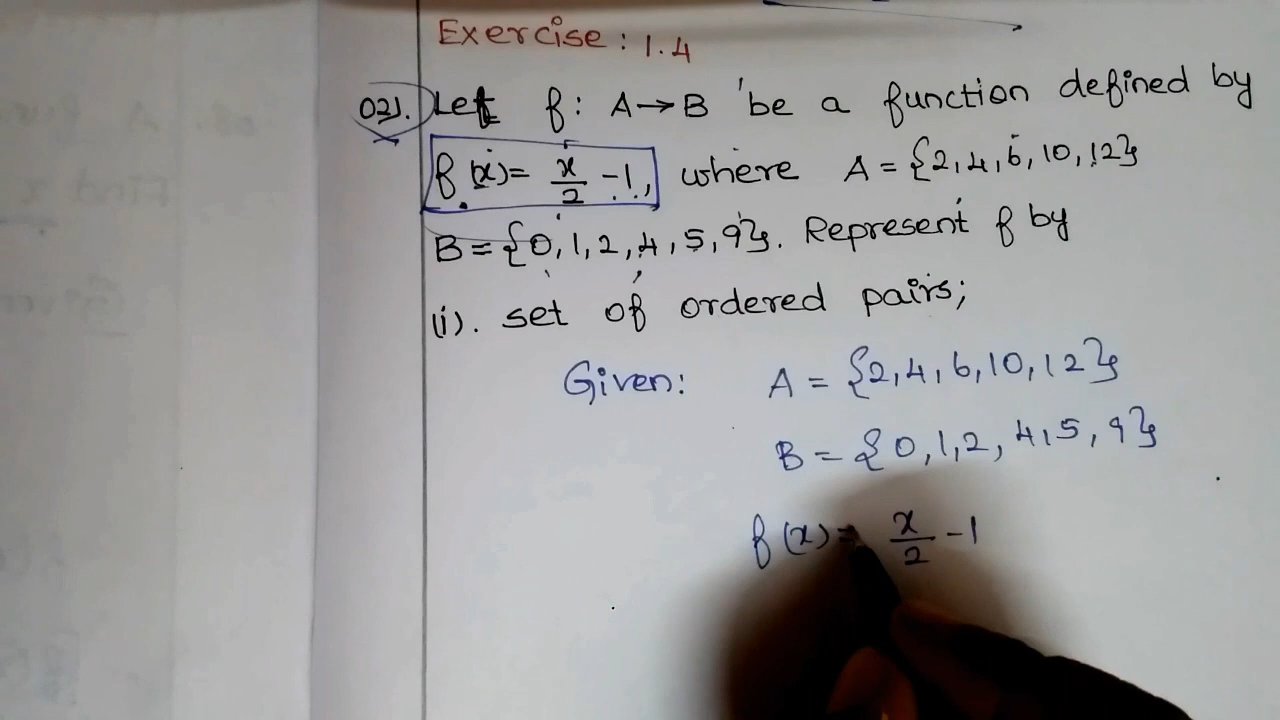 Exercise: 1.4
02). Let f: A→B be a function defined by
f(x) = x/2 - 1, where A = {2, 4, 6, 10, 12}
B = {0, 1, 2, 4, 5, 9}. Represent f by
(i). set of ordered pairs;
Given: A = {2, 4, 6, 10, 12}
B = {0, 1, 2, 4, 5, 9}
f(x) = x/2 - 1